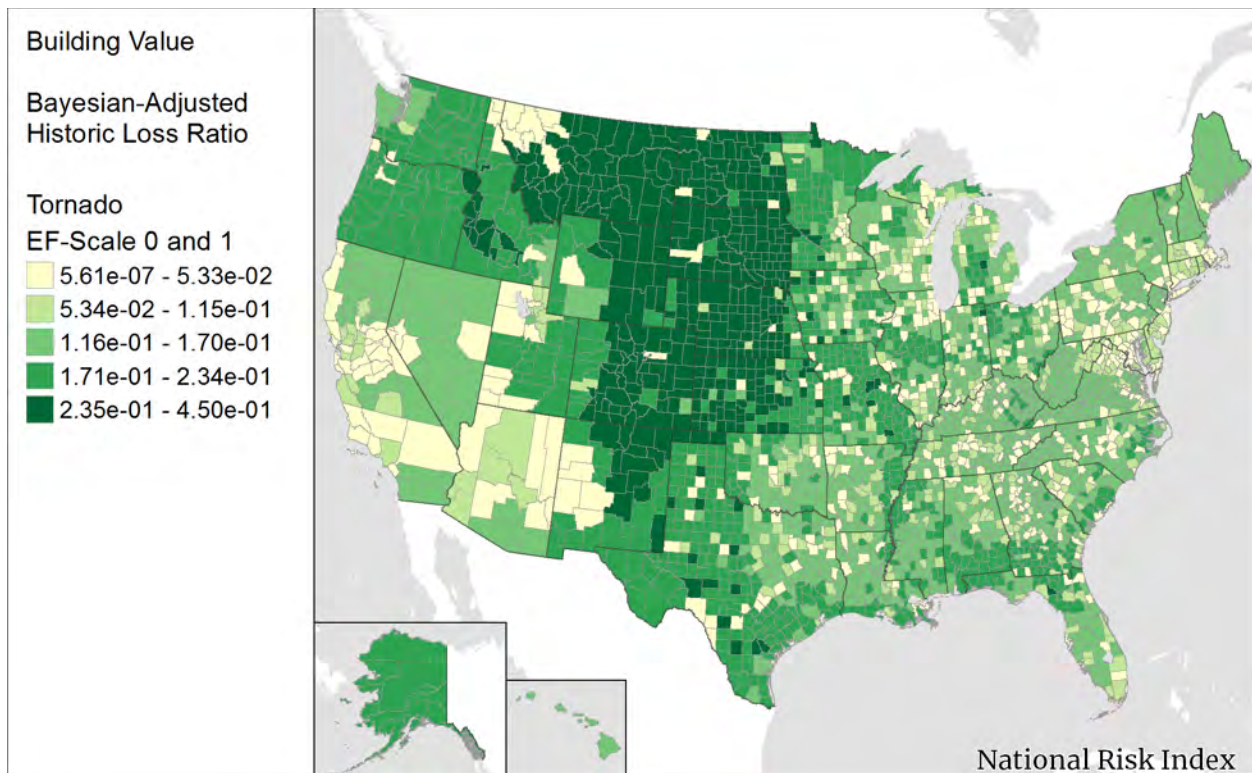 Building Value
Bayesian-Adjusted
Historic Loss Ratio
Tornado
EF-Scale 0 and 1
5.61e-07 - 5.33e-02
5.34e-02 - 1.15e-01
1.16e-01 - 1.70e-01
1.71e-01 - 2.34e-01
2.35e-01 - 4.50e-01
National Risk Index